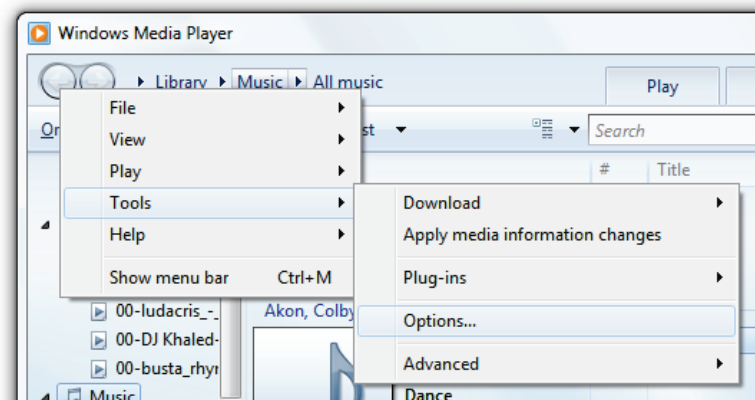 Windows Media Player
Library Music All music
Play
Search
# Title
File
View
Play
Tools
Help
Show menu bar Ctrl+M
Download
Apply media information changes
Plug-ins
Options...
Advanced
00-ludacris_-_
Akon, Colby
00-DJ Khaled-
00-busta_rhyr
Music
Dance